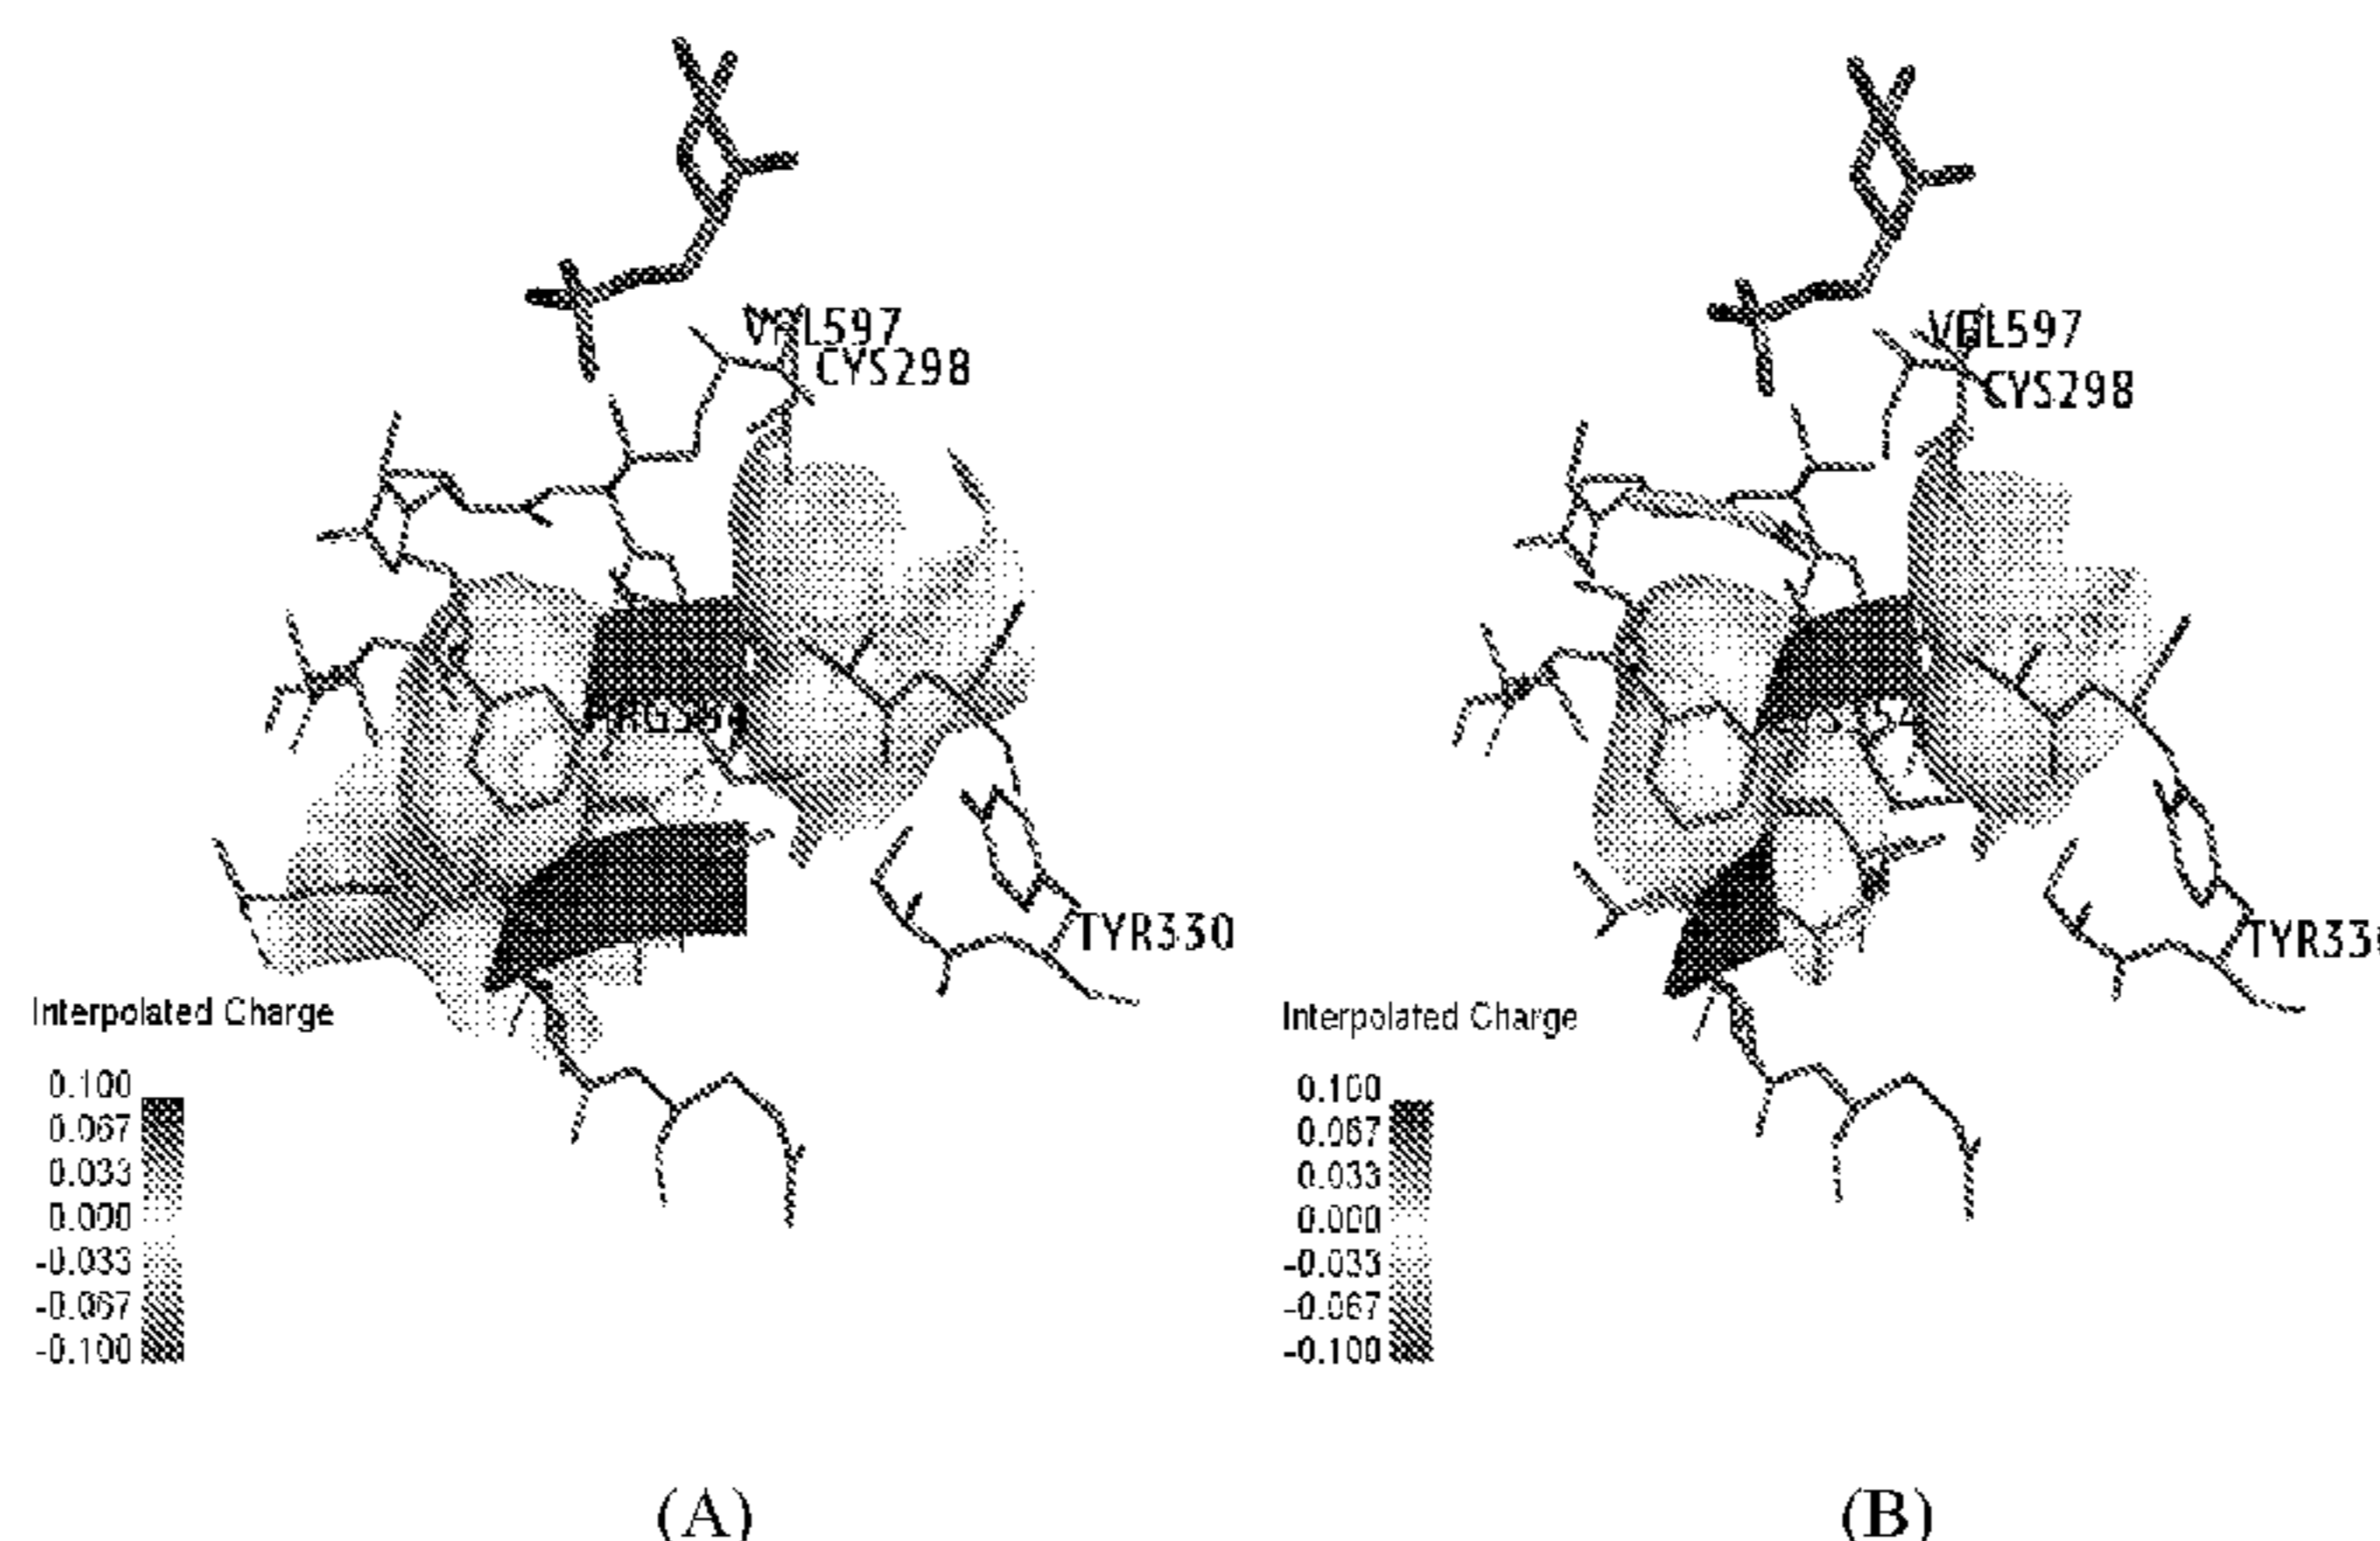 VAL597
CYS298
TYR330
Interpolated Charge
0.100
0.067
0.033
0.000
-0.033
-0.067
-0.100
(A)
VAL597
CYS298
TYR33
Interpolated Charge
0.100
0.067
0.033
0.000
-0.033
-0.067
-0.100
(B)